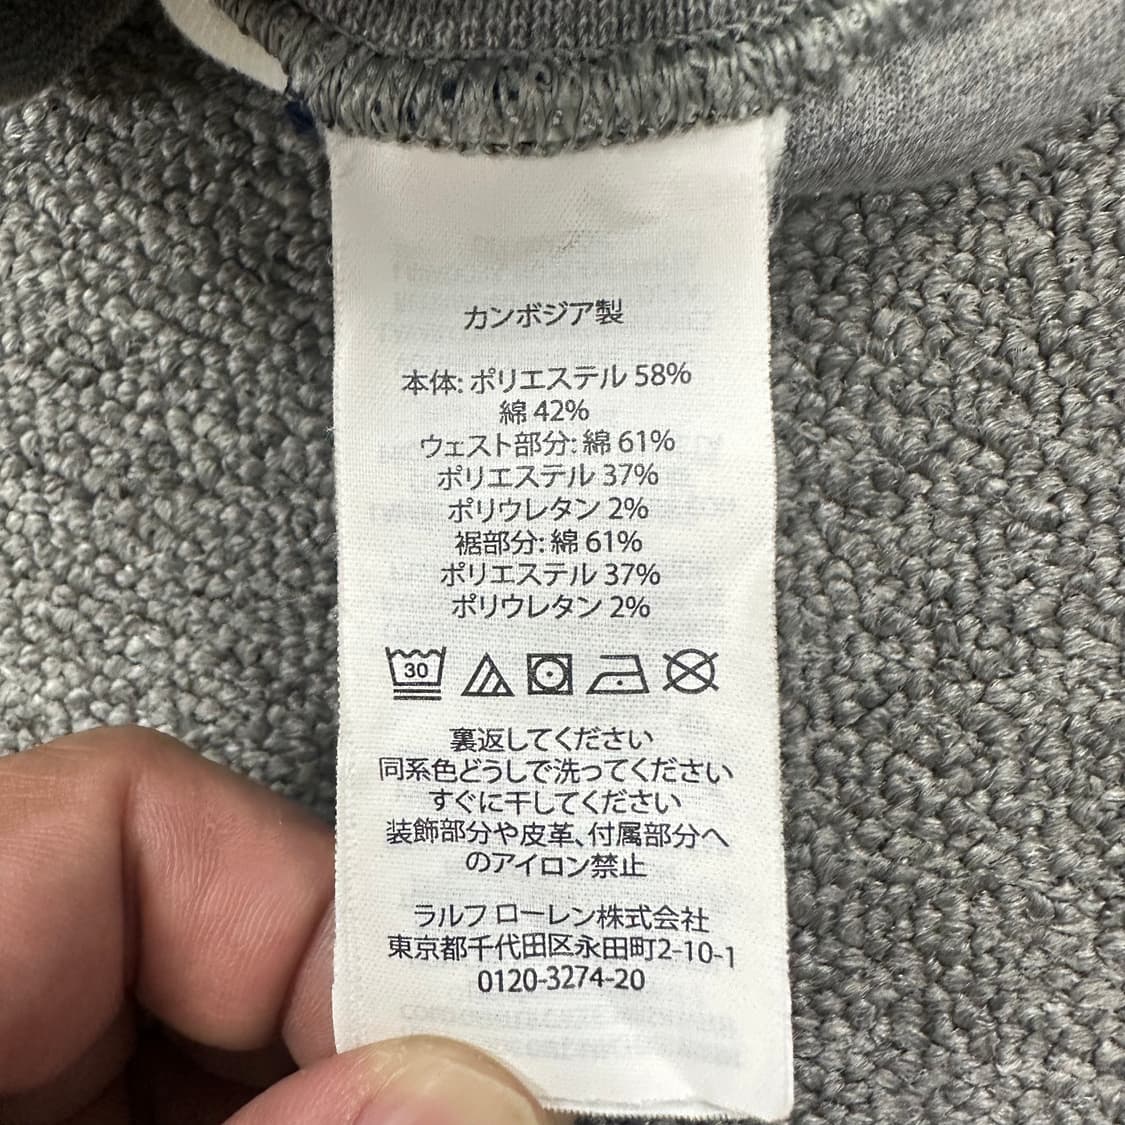 カンボジア製
本体: ポリエステル 58%
綿 42%
ウェスト部分: 綿 61%
ポリエステル 37%
ポリウレタン 2%
裾部分: 綿 61%
ポリエステル 37%
ポリウレタン 2%
30
裏返してください
同系色どうしで洗ってください
すぐに干してください
装飾部分や皮革、付属部分へ
のアイロン禁止
ラルフ ローレン株式会社
東京都千代田区永田町2-10-1
0120-3274-20